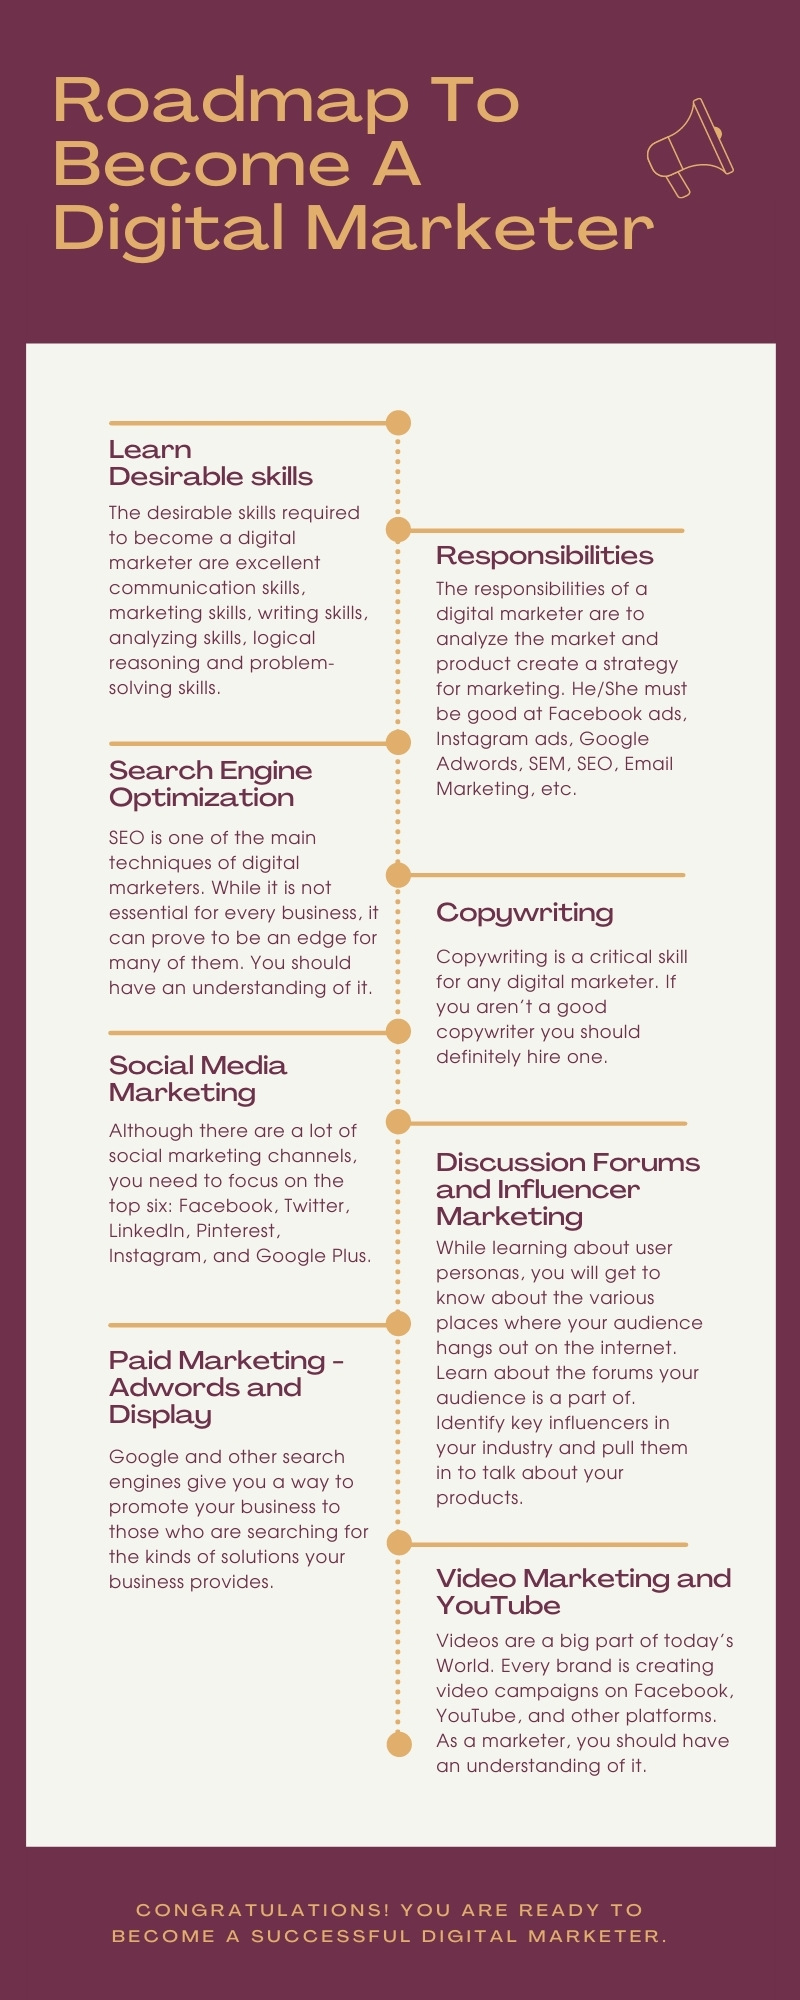 Roadmap To
Become A
Digital Marketer
Learn
Desirable skills
The desirable skills required
to become a digital
marketer are excellent
communication skills,
marketing skills, writing skills,
analyzing skills, logical
reasoning and problem-
solving skills.
Responsibilities
The responsibilities of a
digital marketer are to
analyze the market and
product create a strategy
for marketing. He/She must
be good at Facebook ads,
Instagram ads, Google
Adwords, SEM, SEO, Email
Marketing, etc.
Search Engine
Optimization
SEO is one of the main
techniques of digital
marketers. While it is not
essential for every business, it
can prove to be an edge for
many of them. You should
have an understanding of it.
Copywriting
Copywriting is a critical skill
for any digital marketer. If
you aren't a good
copywriter you should
definitely hire one.
Social Media
Marketing
Although there are a lot of
social marketing channels,
you need to focus on the
top six: Facebook, Twitter,
LinkedIn, Pinterest,
Instagram, and Google Plus.
Discussion Forums
and Influencer
Marketing
While learning about user
personas, you will get to
know about the various
places where your audience
hangs out on the internet.
Learn about the forums your
audience is a part of.
Identify key influencers in
your industry and pull them
in to talk about your
products.
Paid Marketing -
Adwords and
Display
Google and other search
engines give you a way to
promote your business to
those who are searching for
the kinds of solutions your
business provides.
Video Marketing and
YouTube
Videos are a big part of today's
World. Every brand is creating
video campaigns on Facebook,
YouTube, and other platforms.
As a marketer, you should have
an understanding of it.
CONGRATULATIONS! YOU ARE READY TO
BECOME A SUCCESSFUL DIGITAL MARKETER.